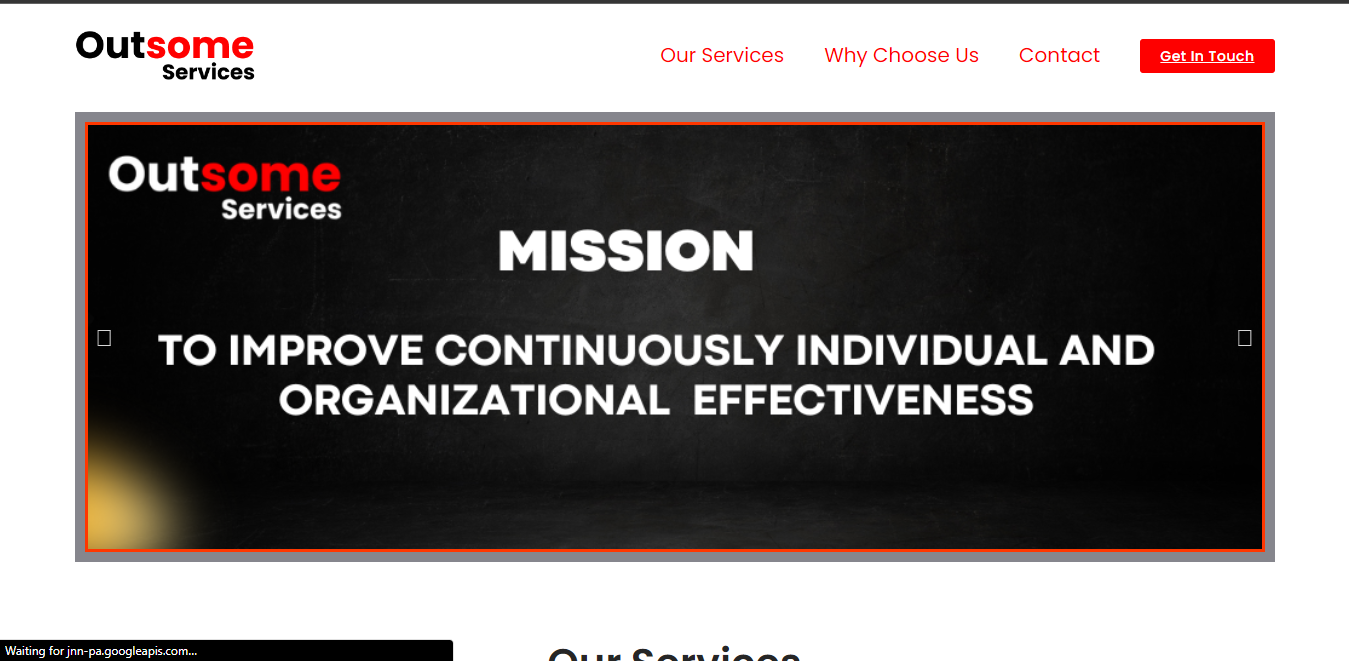 Outsome
Services
Our Services
Why Choose Us
Contact
Get In Touch
Outsome
Services
MISSION
TO IMPROVE CONTINUOUSLY INDIVIDUAL AND
ORGANIZATIONAL EFFECTIVENESS
Our Services
Waiting for jnn-pa.googleapis.com...